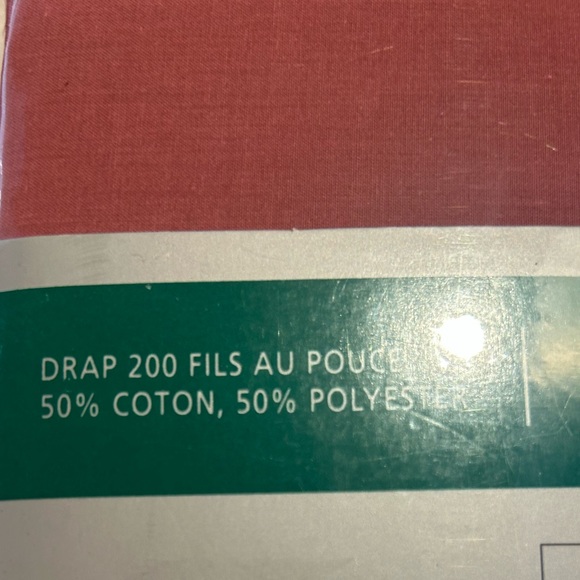 DRAP 200 FILS AU POUCE
50% COTON, 50% POLYESTER